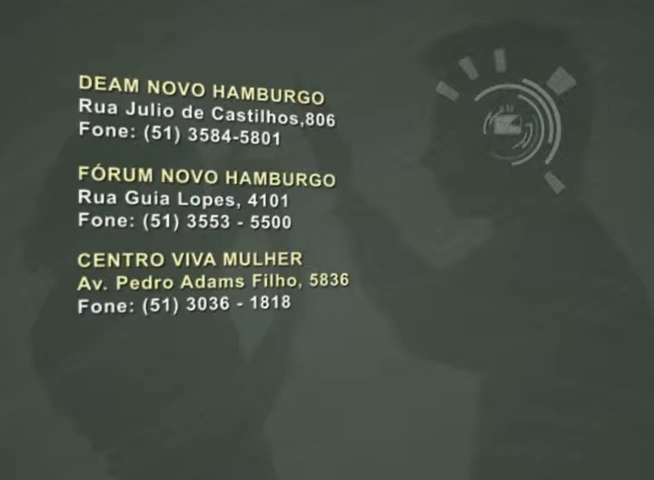 DEAM NOVO HAMBURGO
Rua Julio de Castilhos,806
Fone: (51) 3584-5801
FÓRUM NOVO HAMBURGO
Rua Guia Lopes, 4101
Fone: (51) 3553 - 5500
CENTRO VIVA MULHER
Av. Pedro Adams Filho, 5836
Fone: (51) 3036 - 1818